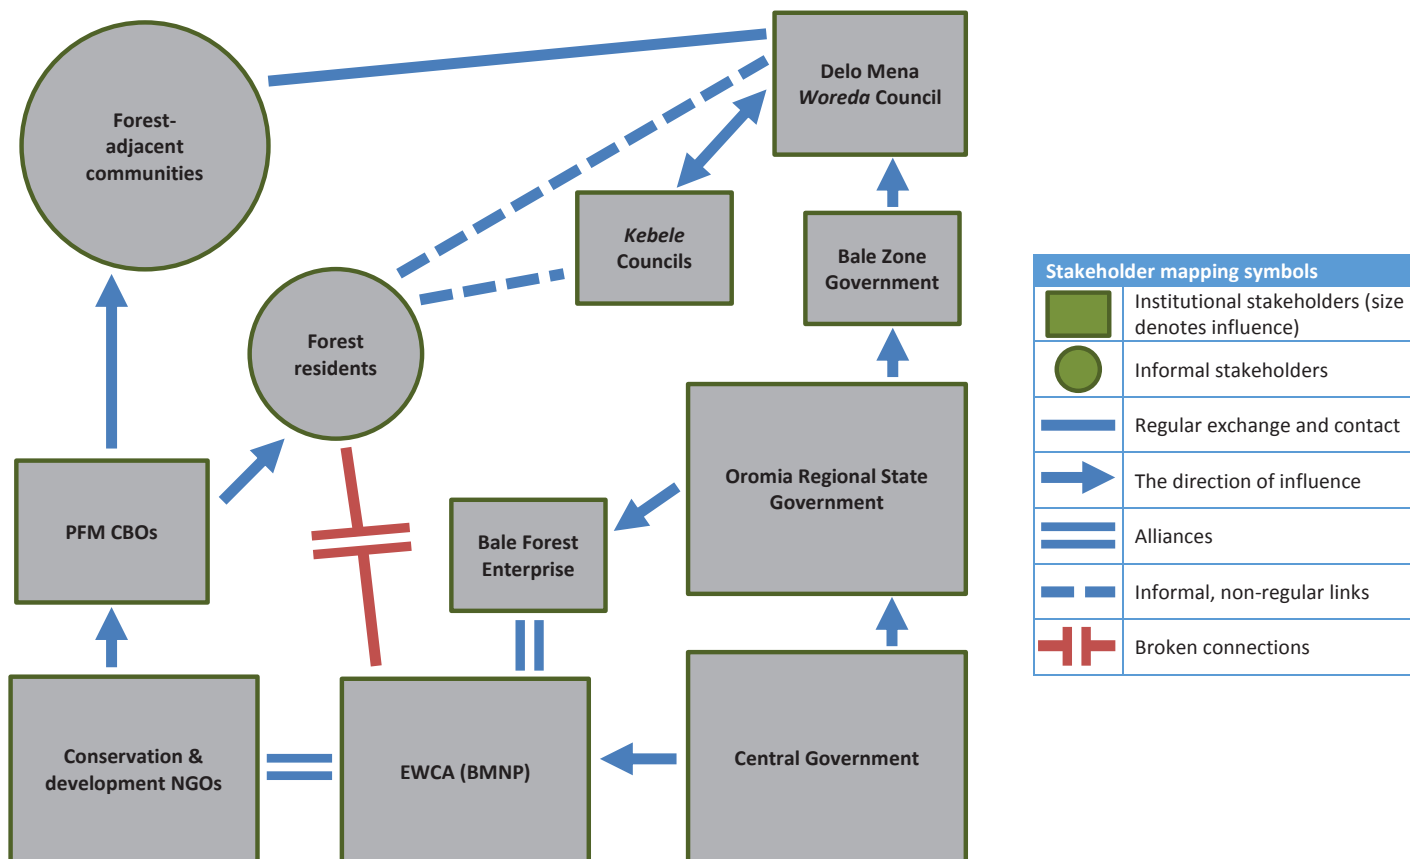 Delo Mena
Woreda Council
Forest-
adjacent
communities
Kebele
Councils
Bale Zone
Government
Forest
residents
Oromia Regional State
Government
PFM CBOs
Bale Forest
Enterprise
Conservation &
development NGOs
EWCA (BMNP)
Central Government
Stakeholder mapping symbols
Institutional stakeholders (size
denotes influence)
Informal stakeholders
Regular exchange and contact
The direction of influence
Alliances
Informal, non-regular links
Broken connections